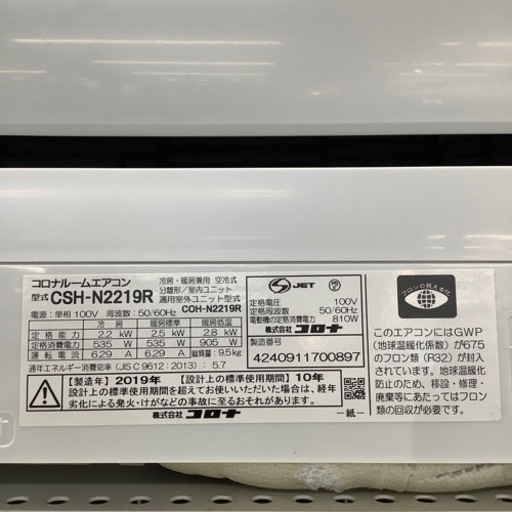 コロナルームエアコン
型式 CSH-N2219R
冷房・暖房兼用 空冷式
分離形/室内ユニット
適用室外ユニット型式
COH-N2219R
電源:単相 100V 周波数:50/60Hz
冷房 暖房標準 暖房低温
定格能力 2.2 kW 2.5 kW 2.8 kW
定格消費電力 535 W 535 W 905 W
運転電流 6.29 A 6.29 A 総質量:9.5kg
通年エネルギー消費効率 (JIS C 9612:2013):5.7
S JET
定格電圧 100V
定格周波数 50/60Hz
電動機の定格消費電力 810W
株式会社 コロナ
製造番号
4240911700897
【製造年】2019年 【設計上の標準使用期間】10年
設計上の標準使用期間を超えてお使いいただいた場合は、経年
劣化による発火・けがなどの事故に至るおそれがあります。
株式会社 コロナ
-紙-
フロンの見える化
このエアコンにはGWP
(地球温暖化係数)が675
のフロン類(R32)が封入
されています。地球温暖化
防止のため、移設・修理・
廃棄等にあたってはフロン
類の回収が必要です。